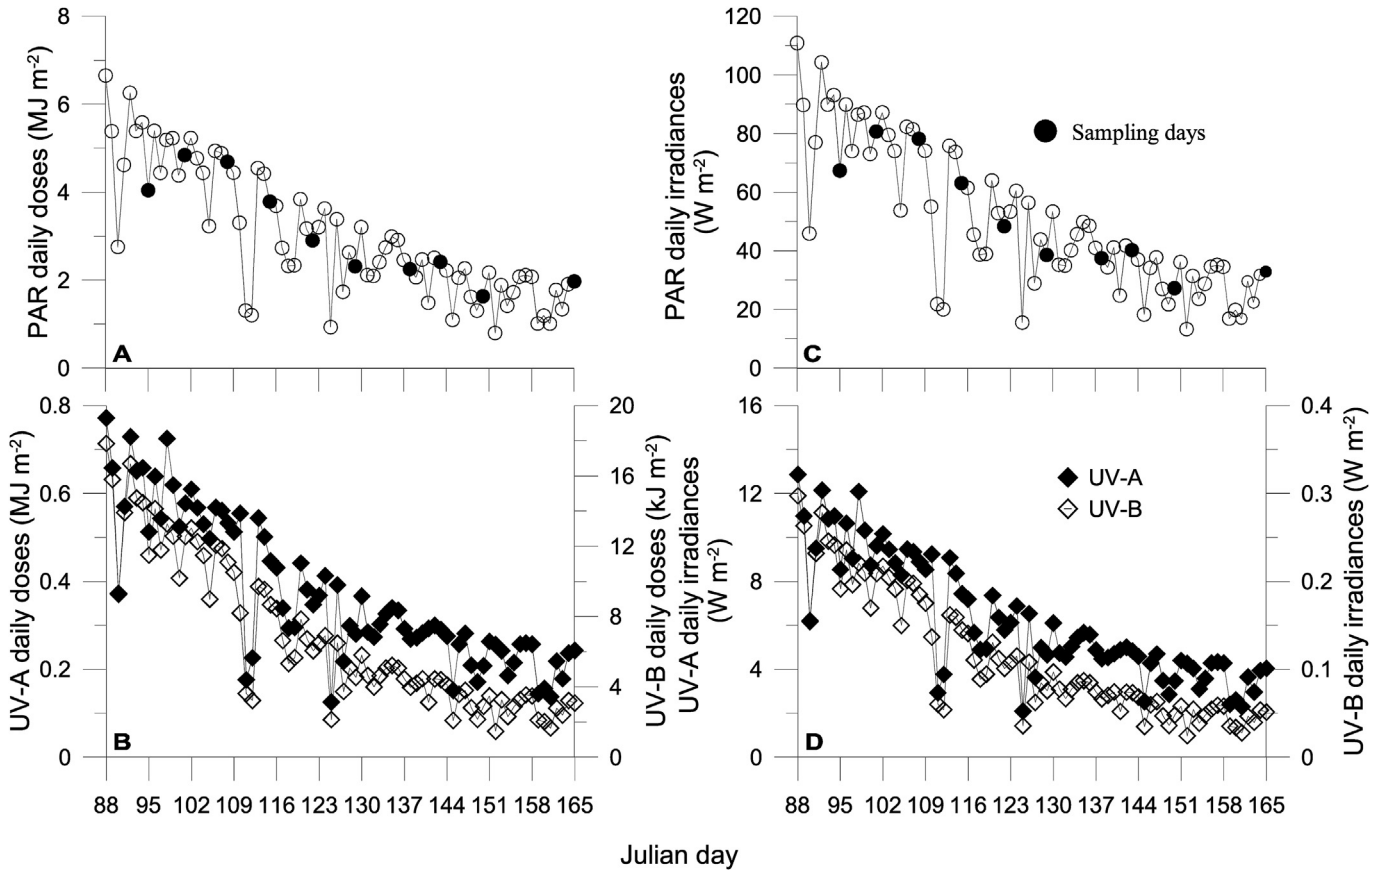 PAR daily doses (MJ m-2)
8
6
4
2
0
A
PAR daily irradiances
(W m-2)
120
100
80
60
40
20
0
C
Sampling days
UV-A daily doses (MJ m-2)
0.8
0.6
0.4
0.2
0
B
20
16
12
8
4
0
UV-B daily doses (kJ m-2)
UV-A daily irradiances
(W m-2)
16
12
8
4
0
D
UV-A
UV-B
0.4
0.3
0.2
0.1
0
UV-B daily irradiances (W m-2)
88 95 102 109 116 123 130 137 144 151 158 165
88 95 102 109 116 123 130 137 144 151 158 165
Julian day